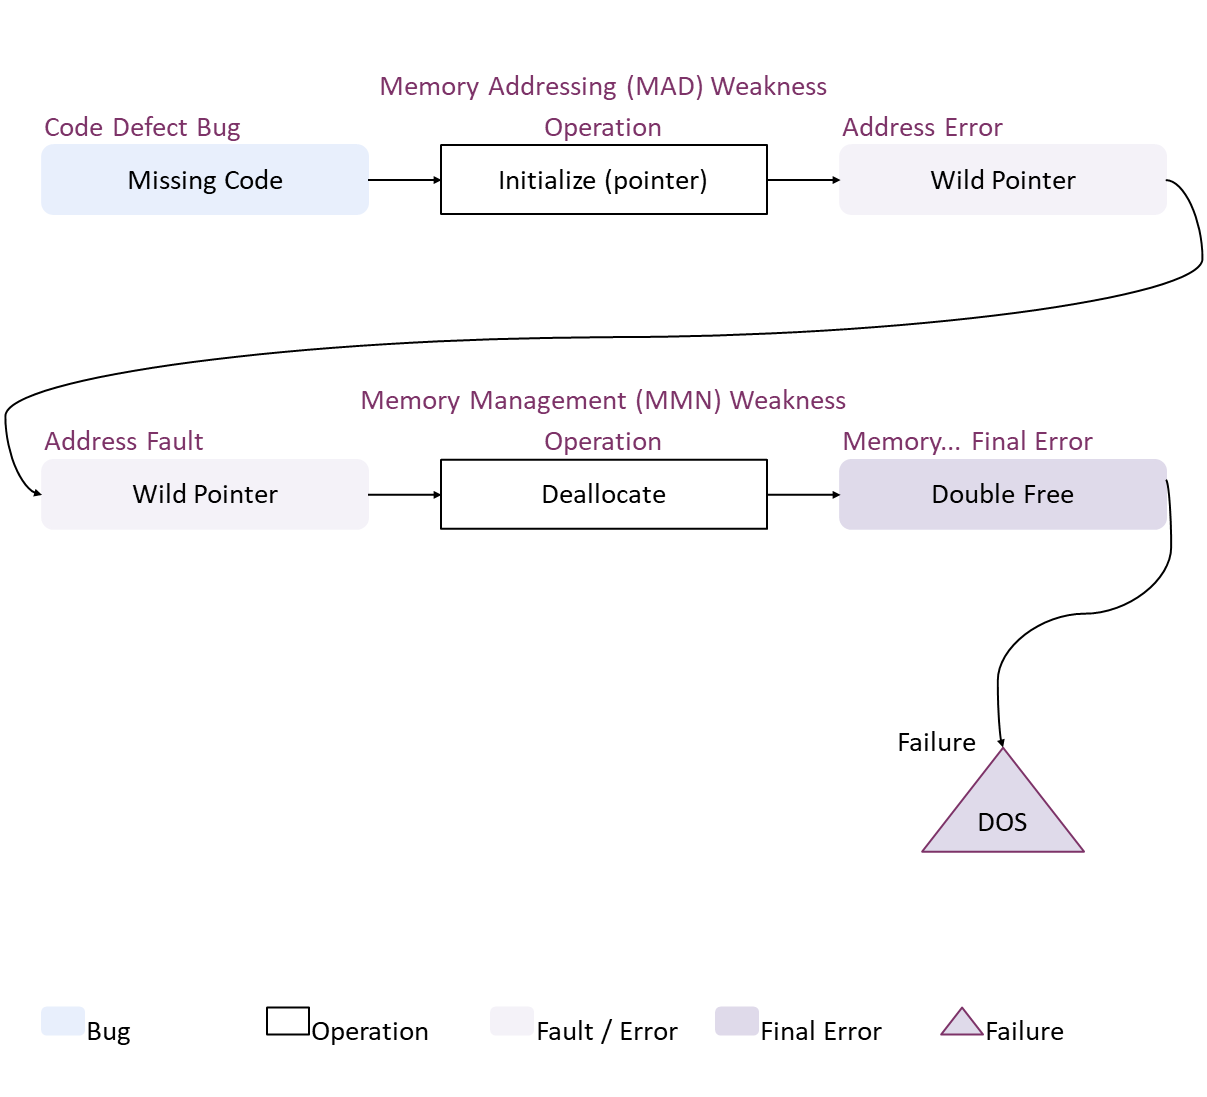 Memory Addressing (MAD) Weakness
Code Defect Bug Operation Address Error
Missing Code Initialize (pointer) Wild Pointer
Memory Management (MMN) Weakness
Address Fault Operation Memory... Final Error
Wild Pointer Deallocate Double Free
Failure
DOS
Bug Operation Fault / Error Final Error Failure